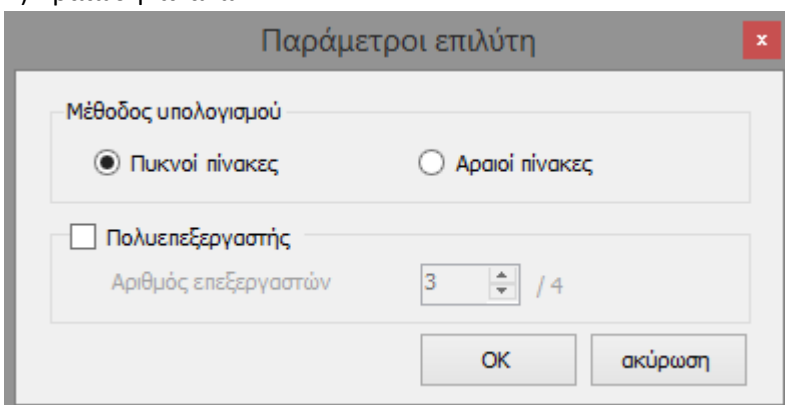 Παράμετροι επιλύτη
x
Μέθοδος υπολογισμού
Πυκνοί πίνακες Αραιοί πίνακες
Πολυεπεξεργαστής
Αριθμός επεξεργαστών 3 / 4
OK ακύρωση